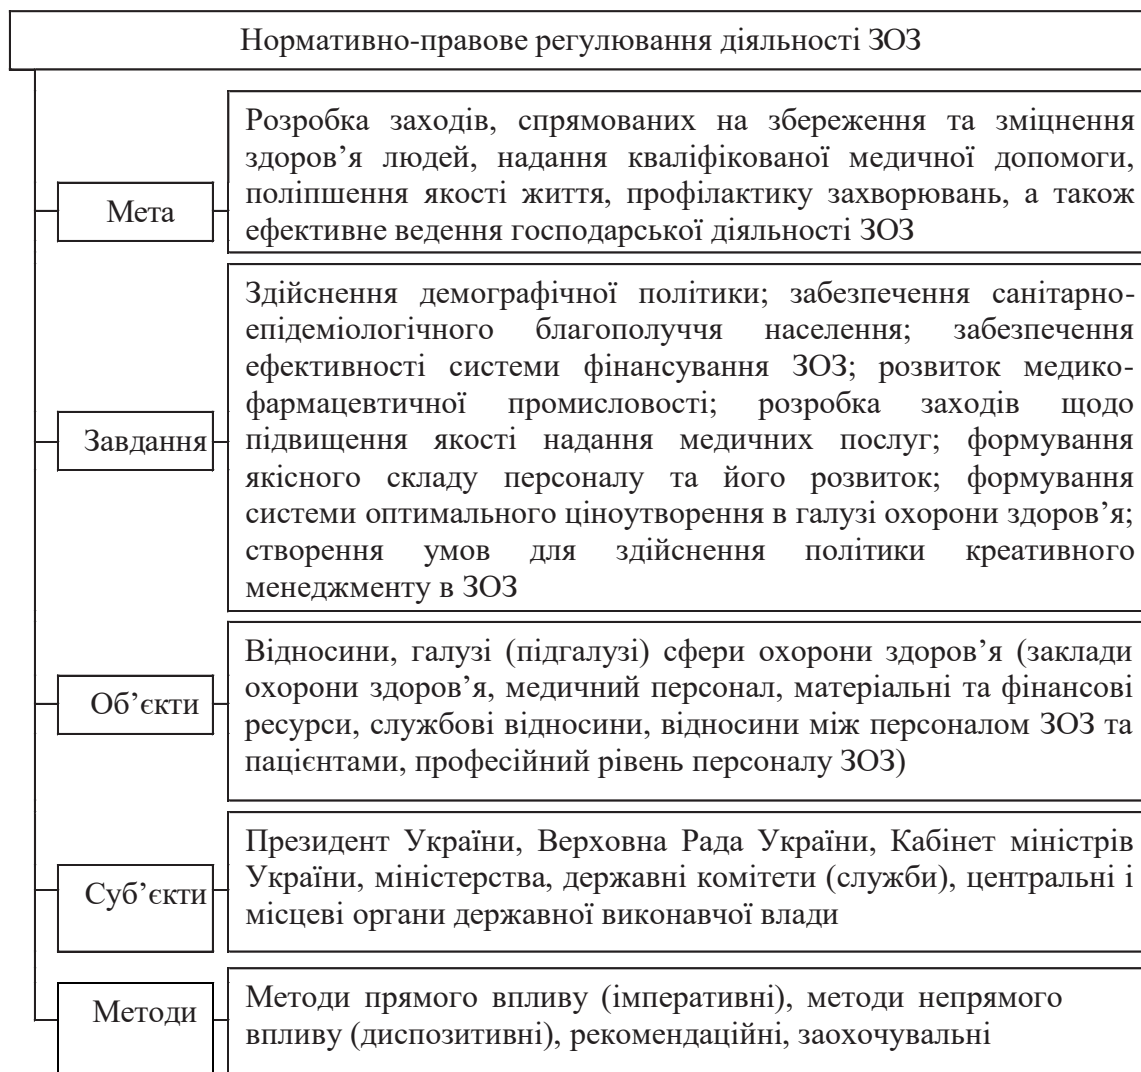 Нормативно-правове регулювання діяльності ЗОЗ
Мета
Розробка заходів, спрямованих на збереження та зміцнення
здоров’я людей, надання кваліфікованої медичної допомоги,
поліпшення якості життя, профілактику захворювань, а також
ефективне ведення господарської діяльності ЗОЗ
Завдання
Здійснення демографічної політики; забезпечення санітарно-
епідеміологічного благополуччя населення; забезпечення
ефективності системи фінансування ЗОЗ; розвиток медико-
фармацевтичної промисловості; розробка заходів щодо
підвищення якості надання медичних послуг; формування
якісного складу персоналу та його розвиток; формування
системи оптимального ціноутворення в галузі охорони здоров’я;
створення умов для здійснення політики креативного
менеджменту в ЗОЗ
Об’єкти
Відносини, галузі (підгалузі) сфери охорони здоров’я (заклади
охорони здоров’я, медичний персонал, матеріальні та фінансові
ресурси, службові відносини, відносини між персоналом ЗОЗ та
пацієнтами, професійний рівень персоналу ЗОЗ)
Суб’єкти
Президент України, Верховна Рада України, Кабінет міністрів
України, міністерства, державні комітети (служби), центральні і
місцеві органи державної виконавчої влади
Методи
Методи прямого впливу (імперативні), методи непрямого
впливу (диспозитивні), рекомендаційні, заохочувальні